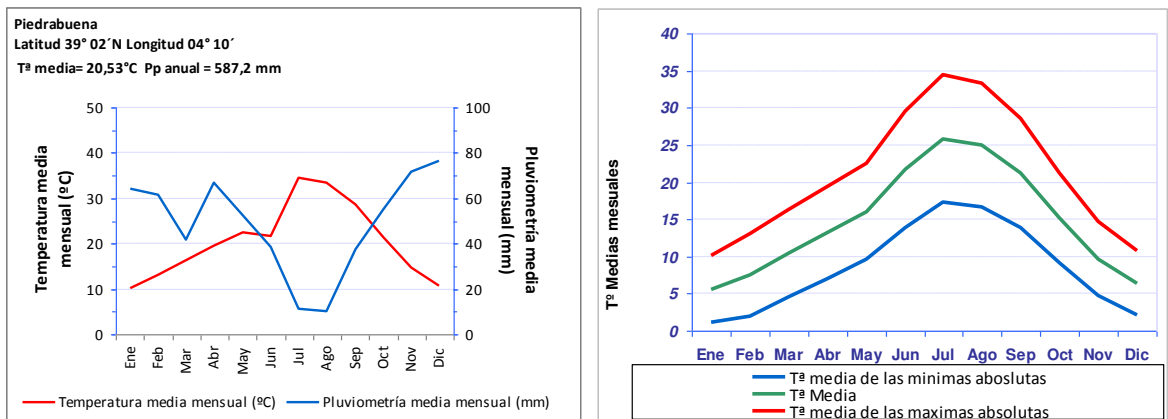 Piedrabuena
Latitud 39° 02´N Longitud 04° 10´
Tª media= 20,53°C Pp anual = 587,2 mm
Temperatura media
mensual (ºC)
50
40
30
20
10
0
100
80
60
40
20
0
Pluviometría media
mensual (mm)
Ene
Feb
Mar
Abr
May
Jun
Jul
Ago
Sep
Oct
Nov
Dic
Temperatura media mensual (ºC)
Pluviometría media mensual (mm)
Tº Medias mesuales
40
35
30
25
20
15
10
5
0
Ene Feb Mar Abr May Jun Jul Ago Sep Oct Nov Dic
Tª media de las minimas aboslutas
Tª Media
Tª media de las maximas absolutas